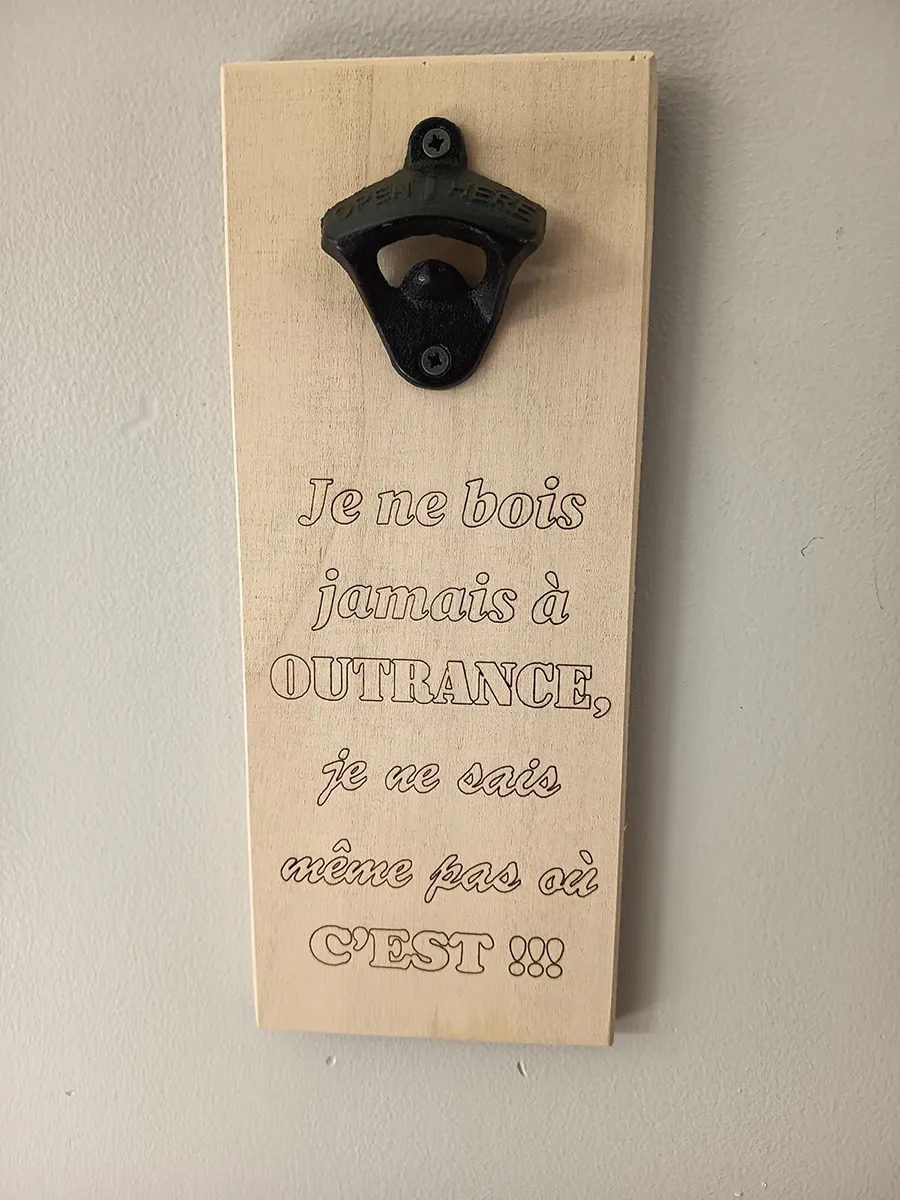 OPEN HERE
Je ne bois
jamais à
OUTRANCE,
je ne sais
même pas où
C'EST !!!